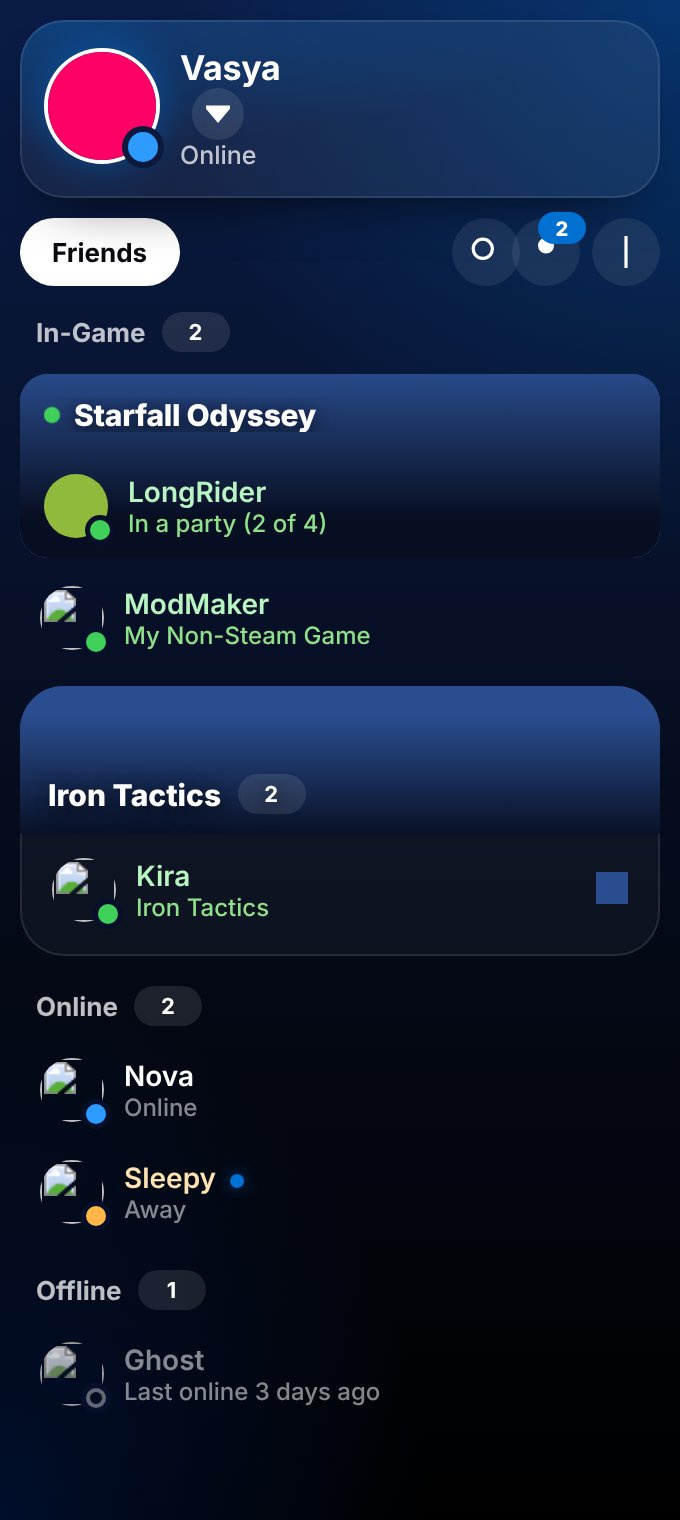 Vasya
Online
Friends
2
In-Game 2
Starfall Odyssey
LongRider
In a party (2 of 4)
ModMaker
My Non-Steam Game
Iron Tactics 2
Kira
Iron Tactics
Online 2
Nova
Online
Sleepy
Away
Offline 1
Ghost
Last online 3 days ago